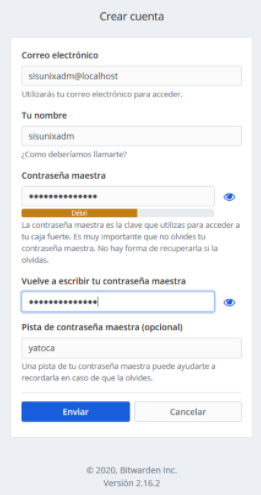 Crear cuenta
Correo electrónico
sisunixadm@localhost
Utilizarás tu correo electrónico para acceder.
Tu nombre
sisunixadm
¿Como deberíamos llamarte?
Contraseña maestra
••••••••••••••
Débil
La contraseña maestra es la clave que utilizas para acceder a
tu caja fuerte. Es muy importante que no olvides tu
contraseña maestra. No hay forma de recuperarla si la
olvidas.
Vuelve a escribir tu contraseña maestra
••••••••••••••
Pista de contraseña maestra (opcional)
yatoca
Una pista de tu contraseña maestra puede ayudarte a
recordarla en caso de que la olvides.
Enviar
Cancelar
© 2020, Bitwarden Inc.
Versión 2.16.2